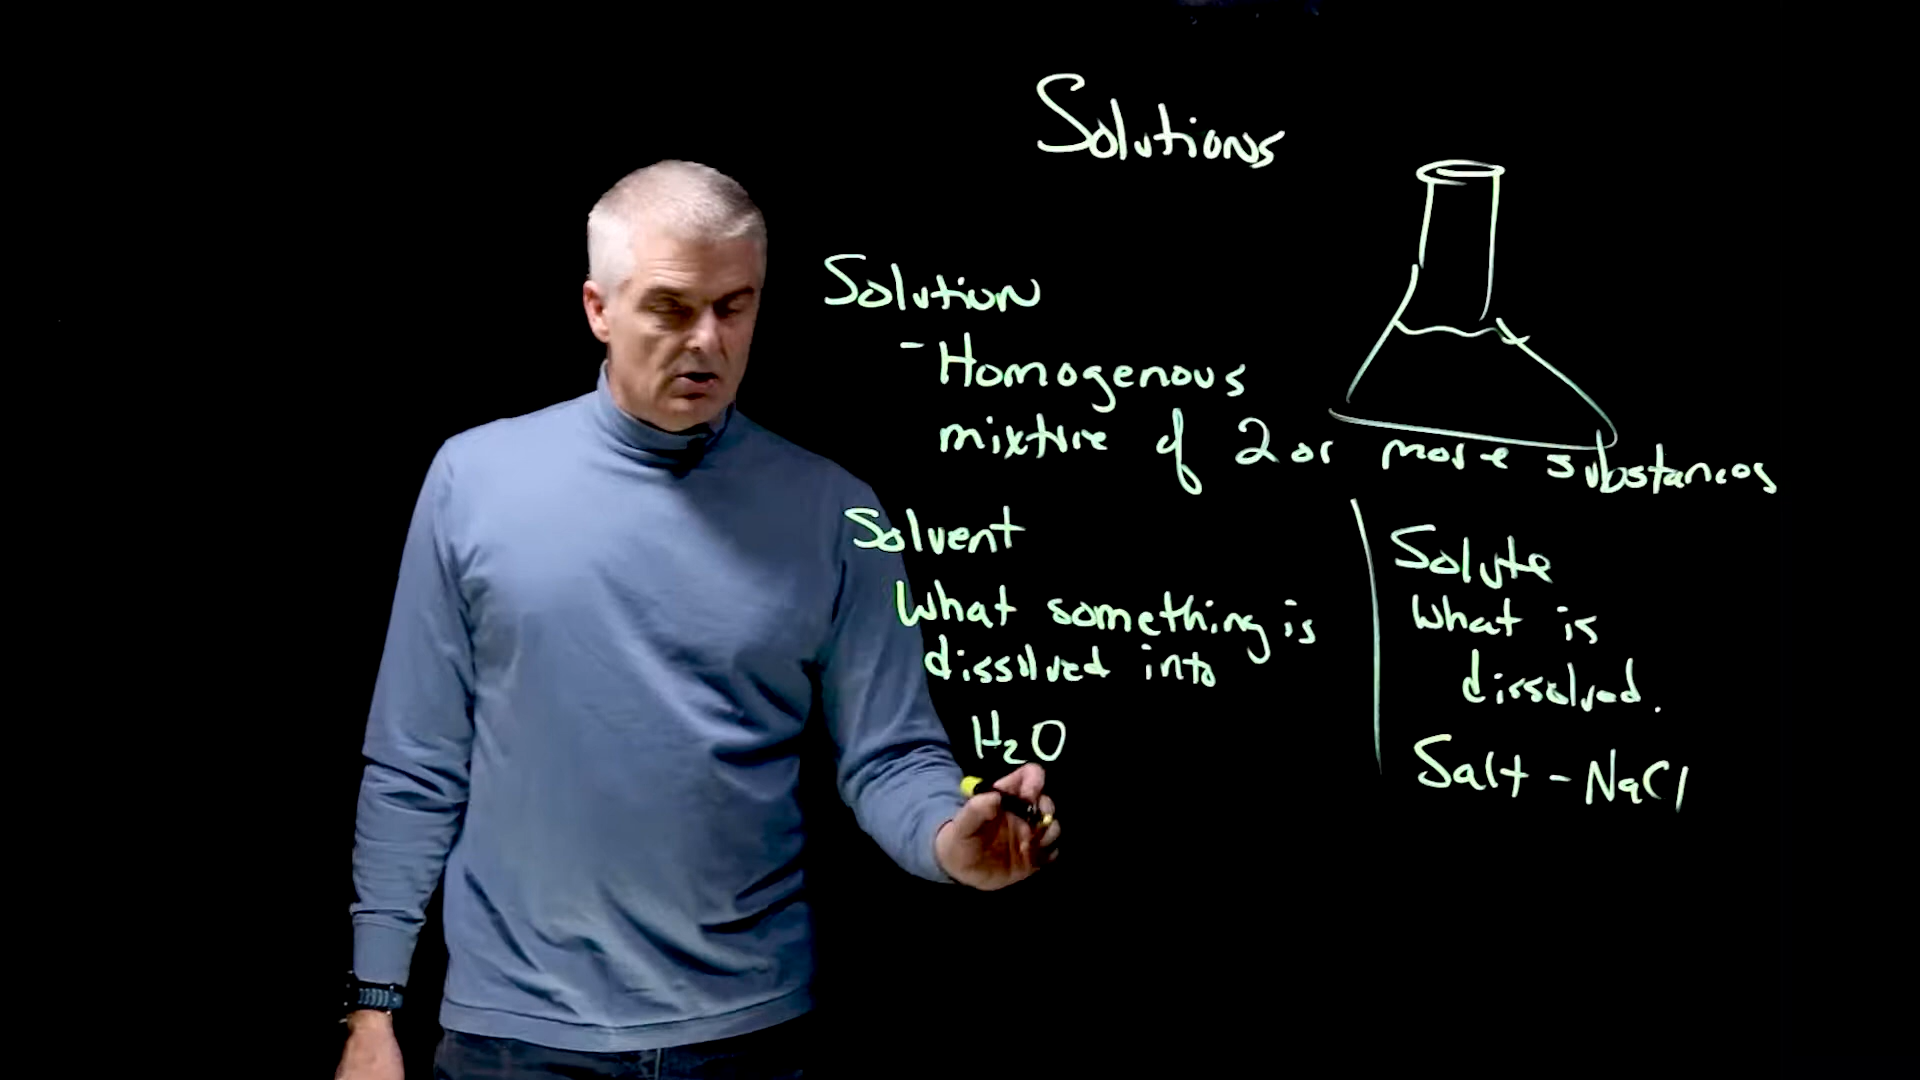 Solutions
Solution
- Homogenous
mixture of 2 or more substances
Solvent
What something is
dissolved into
H₂O
Solute
What is
dissolved.
Salt - NaCl